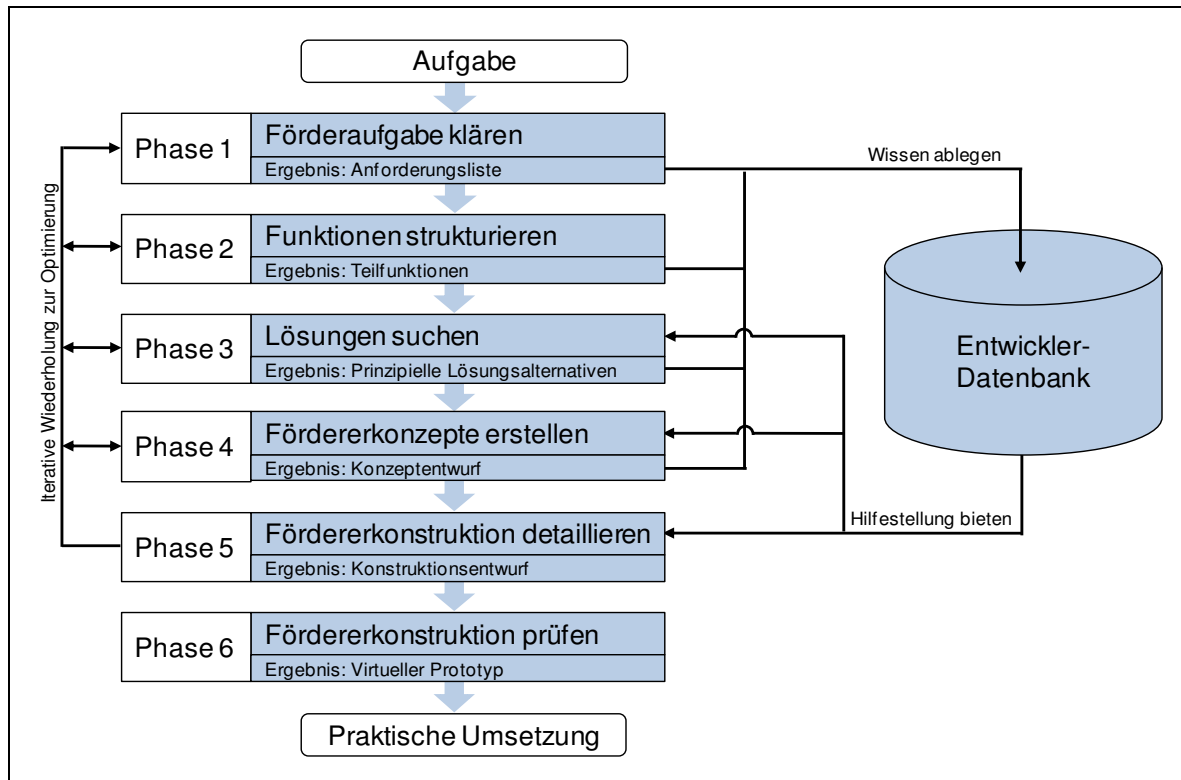 Aufgabe
Phase 1
Förderaufgabe klären
Ergebnis: Anforderungsliste
Wissen ablegen
Phase 2
Funktionen strukturieren
Ergebnis: Teilfunktionen
Iterative Wiederholung zur Optimierung
Phase 3
Lösungen suchen
Ergebnis: Prinzipielle Lösungsalternativen
Entwickler-
Datenbank
Phase 4
Fördererkonzepte erstellen
Ergebnis: Konzeptentwurf
Hilfestellung bieten
Phase 5
Fördererkonstruktion detaillieren
Ergebnis: Konstruktionsentwurf
Phase 6
Fördererkonstruktion prüfen
Ergebnis: Virtueller Prototyp
Praktische Umsetzung